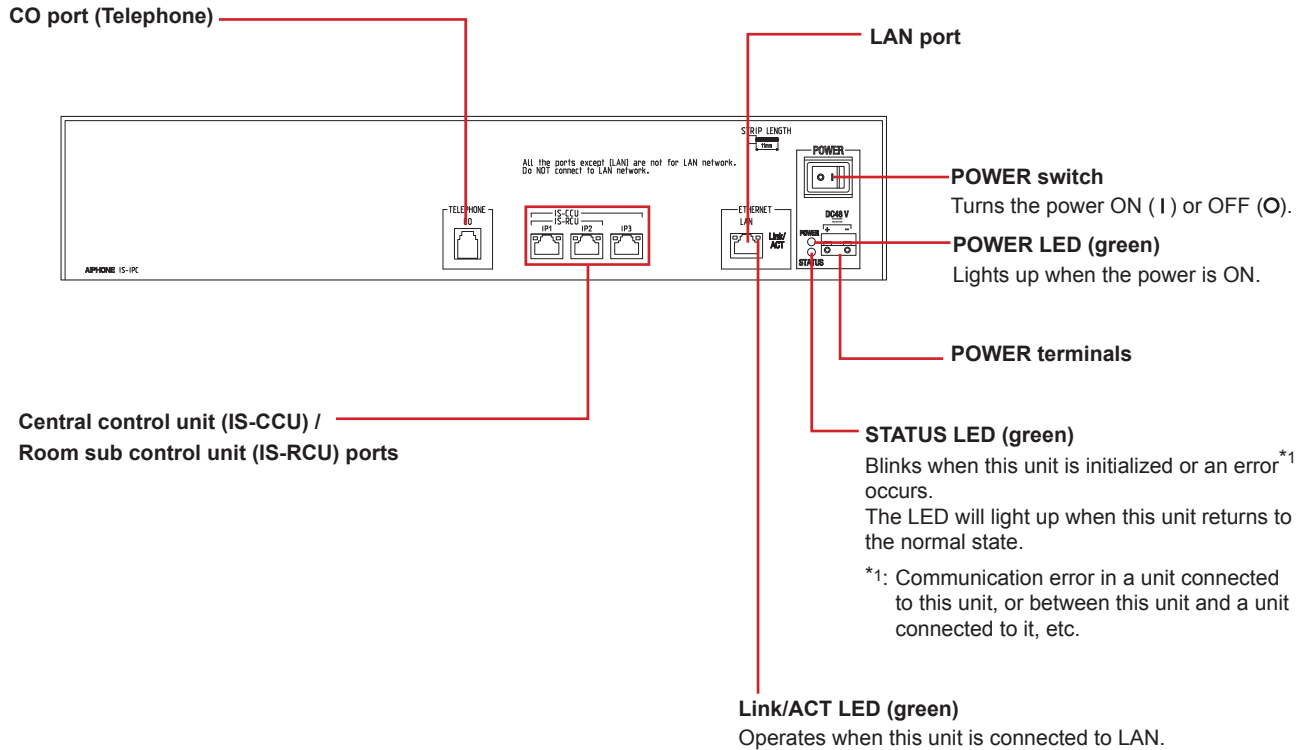 CO port (Telephone)
LAN port
STRIP LENGTH
11mm
All the ports except [LAN] are not for LAN network.
Do NOT connect to LAN network.
POWER
POWER switch
Turns the power ON ( I ) or OFF (O).
TELEPHONE
CO
IS-CCU
IS-RCU
IP1
IP2
IP3
ETHERNET
LAN
Link/
ACT
DC48 V
+ -
POWER
STATUS
POWER LED (green)
Lights up when the power is ON.
AIPHONE IS-IPC
POWER terminals
Central control unit (IS-CCU) /
Room sub control unit (IS-RCU) ports
STATUS LED (green)
Blinks when this unit is initialized or an error*1
occurs.
The LED will light up when this unit returns to
the normal state.
*1: Communication error in a unit connected
to this unit, or between this unit and a unit
connected to it, etc.
Link/ACT LED (green)
Operates when this unit is connected to LAN.